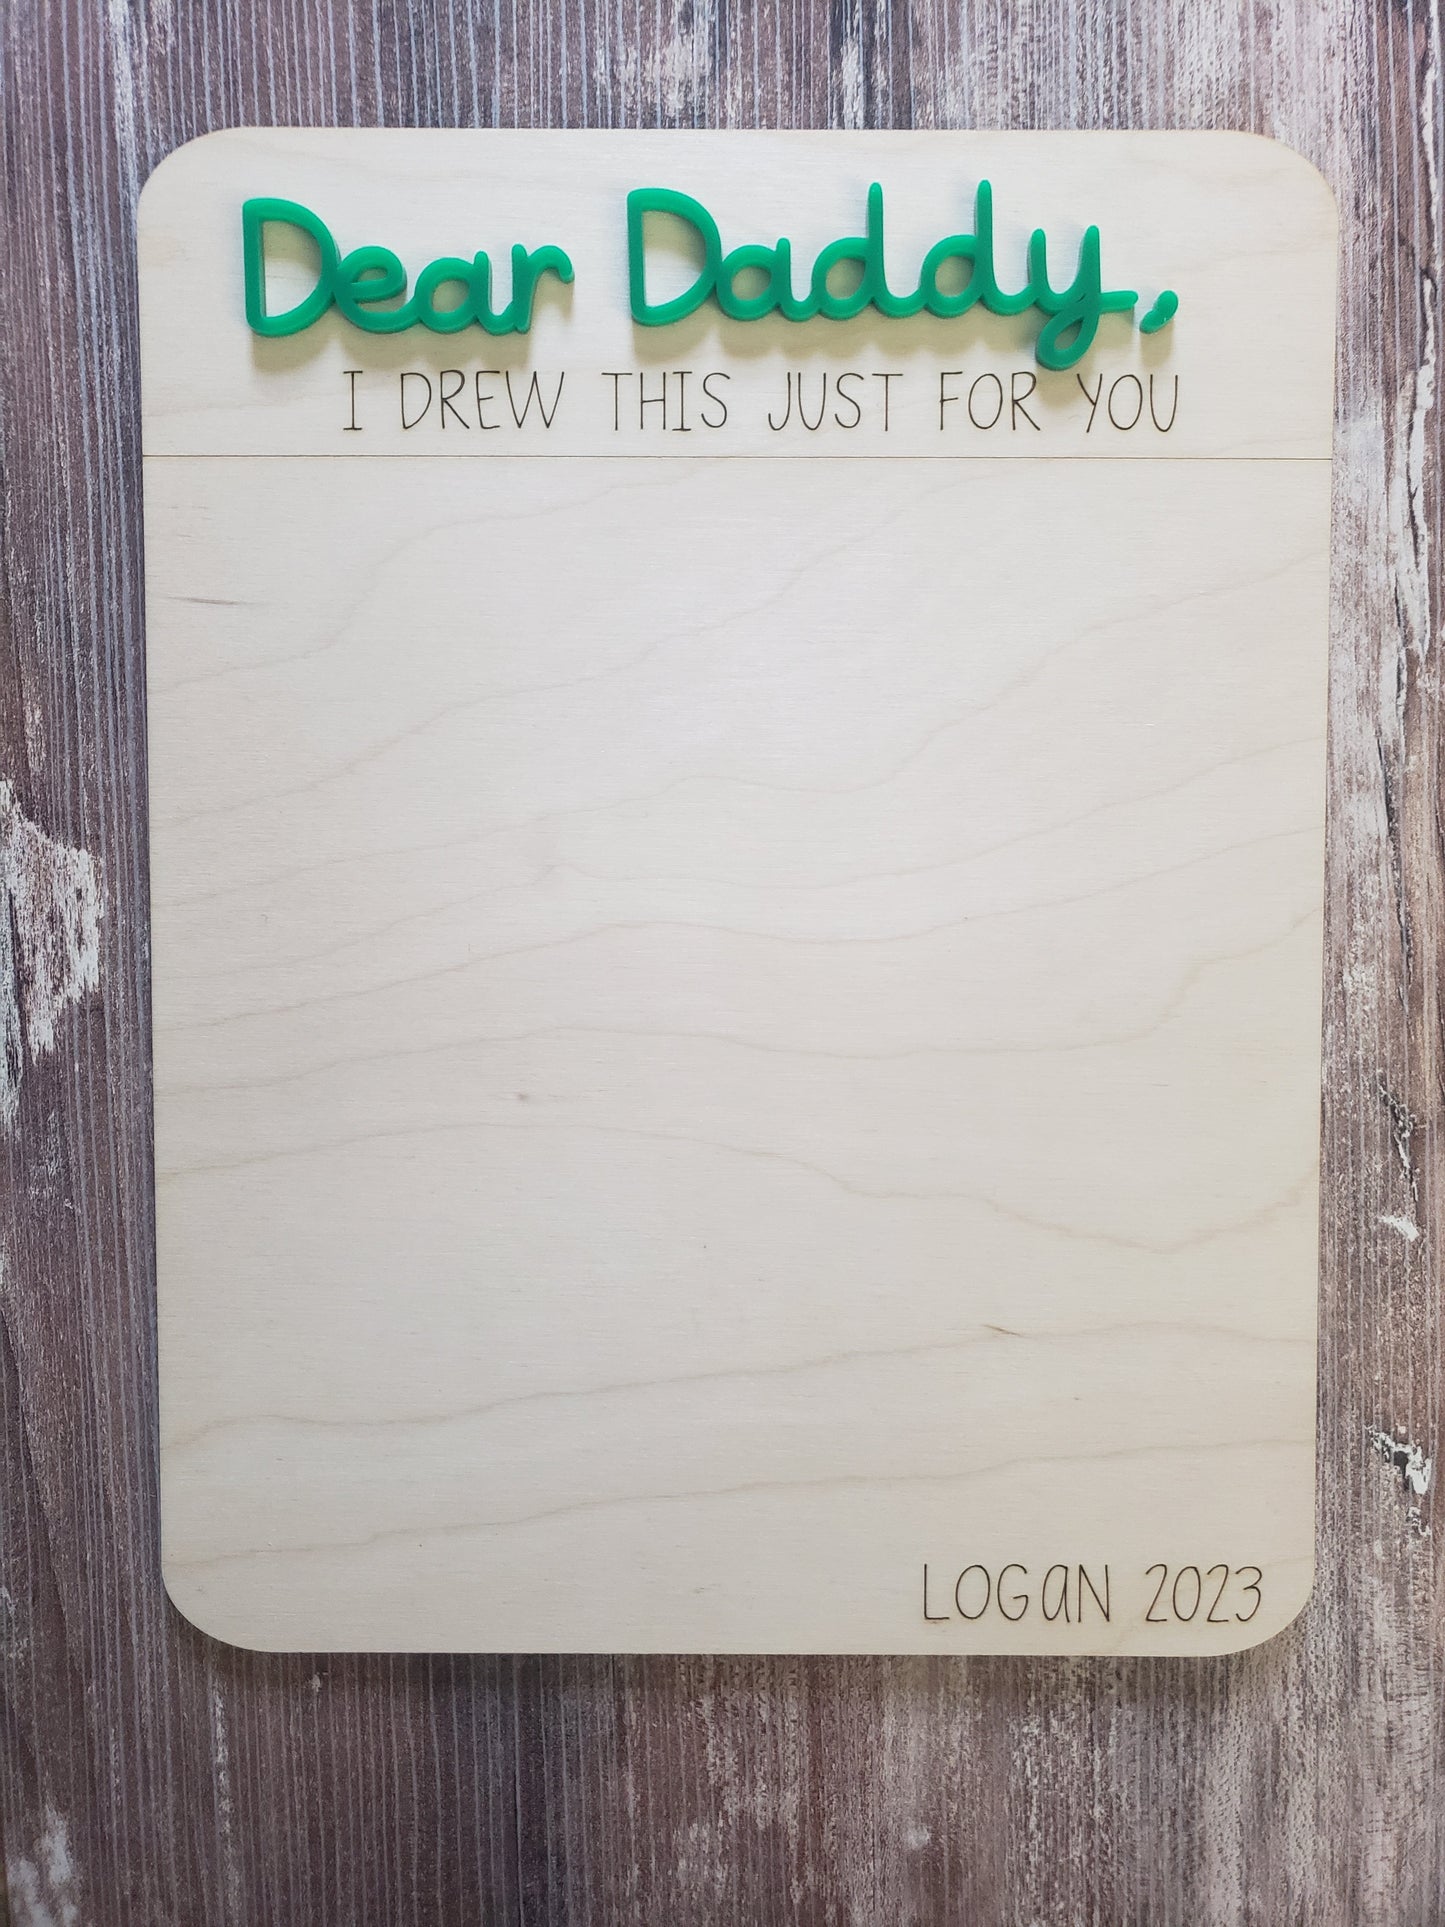 Dear Daddy,
I DREW THIS JUST FOR YOU
LOGaN 2023